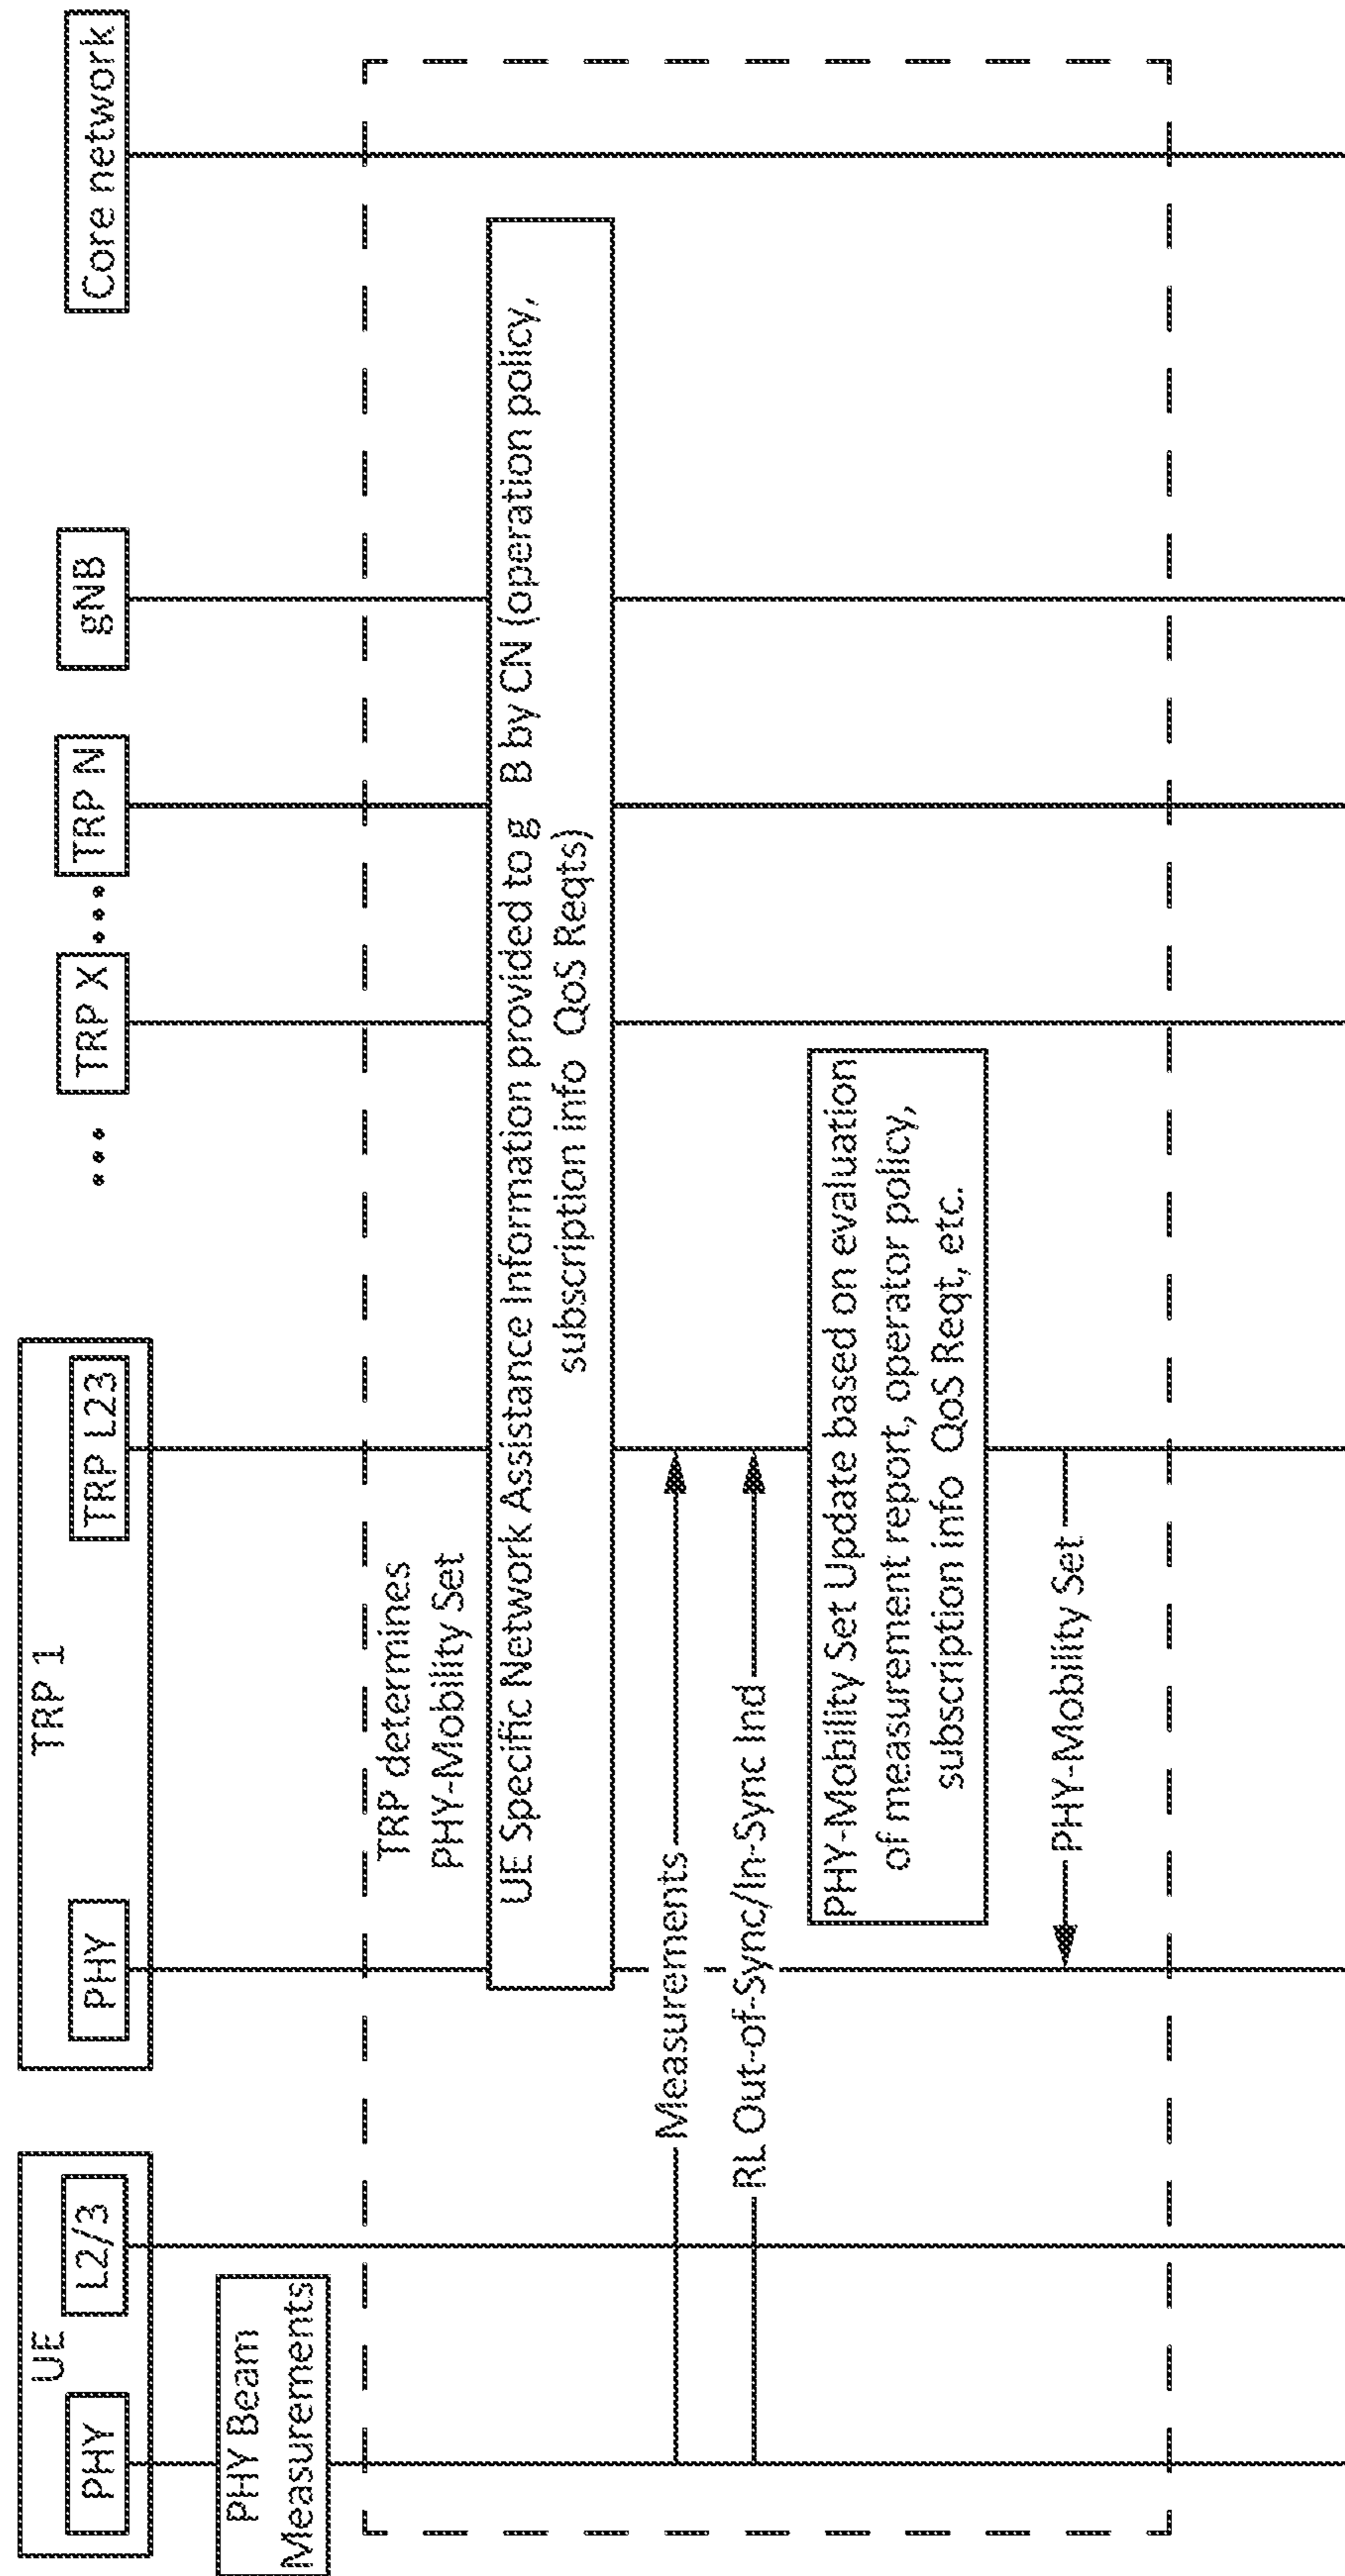 UE
PHY
L2/3
TRP 1
PHY
TRP L23
...
TRP X
...
TRP N
gNB
Core network
PHY Beam
Measurements
TRP determines
PHY-Mobility Set
UE Specific Network Assistance Information provided to g B by CN (operation policy,
subscription info QoS Reqts)
Measurements
RL Out-of-Sync/In-Sync Ind
PHY-Mobility Set Update based on evaluation
of measurement report, operator policy,
subscription info QoS Reqt, etc.
PHY-Mobility Set